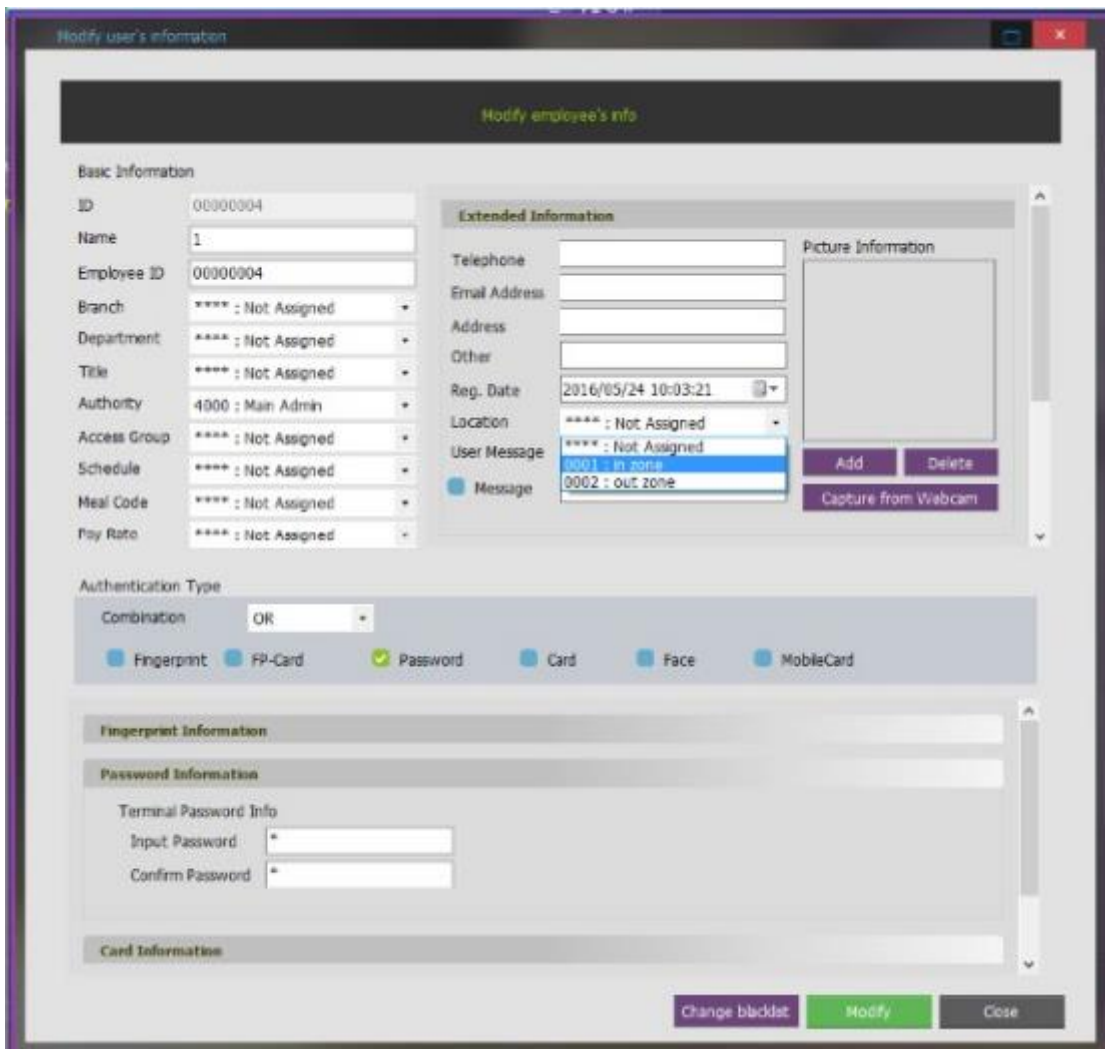 Modify user's information
Modify employee's info
Basic Information
ID 00000004
Name 1
Employee ID 00000004
Branch **** : Not Assigned
Department **** : Not Assigned
Title **** : Not Assigned
Authority 4000 : Main Admin
Access Group **** : Not Assigned
Schedule **** : Not Assigned
Meal Code **** : Not Assigned
Pay Rate **** : Not Assigned
Extended Information
Telephone
Email Address
Address
Other
Reg. Date 2016/05/24 10:03:21
Location **** : Not Assigned
**** : Not Assigned
0001 : in zone
0002 : out zone
User Message
Message
Picture Information
Add Delete
Capture from Webcam
Authentication Type
Combination OR
Fingerprint FP-Card Password Card Face MobileCard
Fingerprint Information
Password Information
Terminal Password Info
Input Password *
Confirm Password *
Card Information
Change blacklist Modify Close